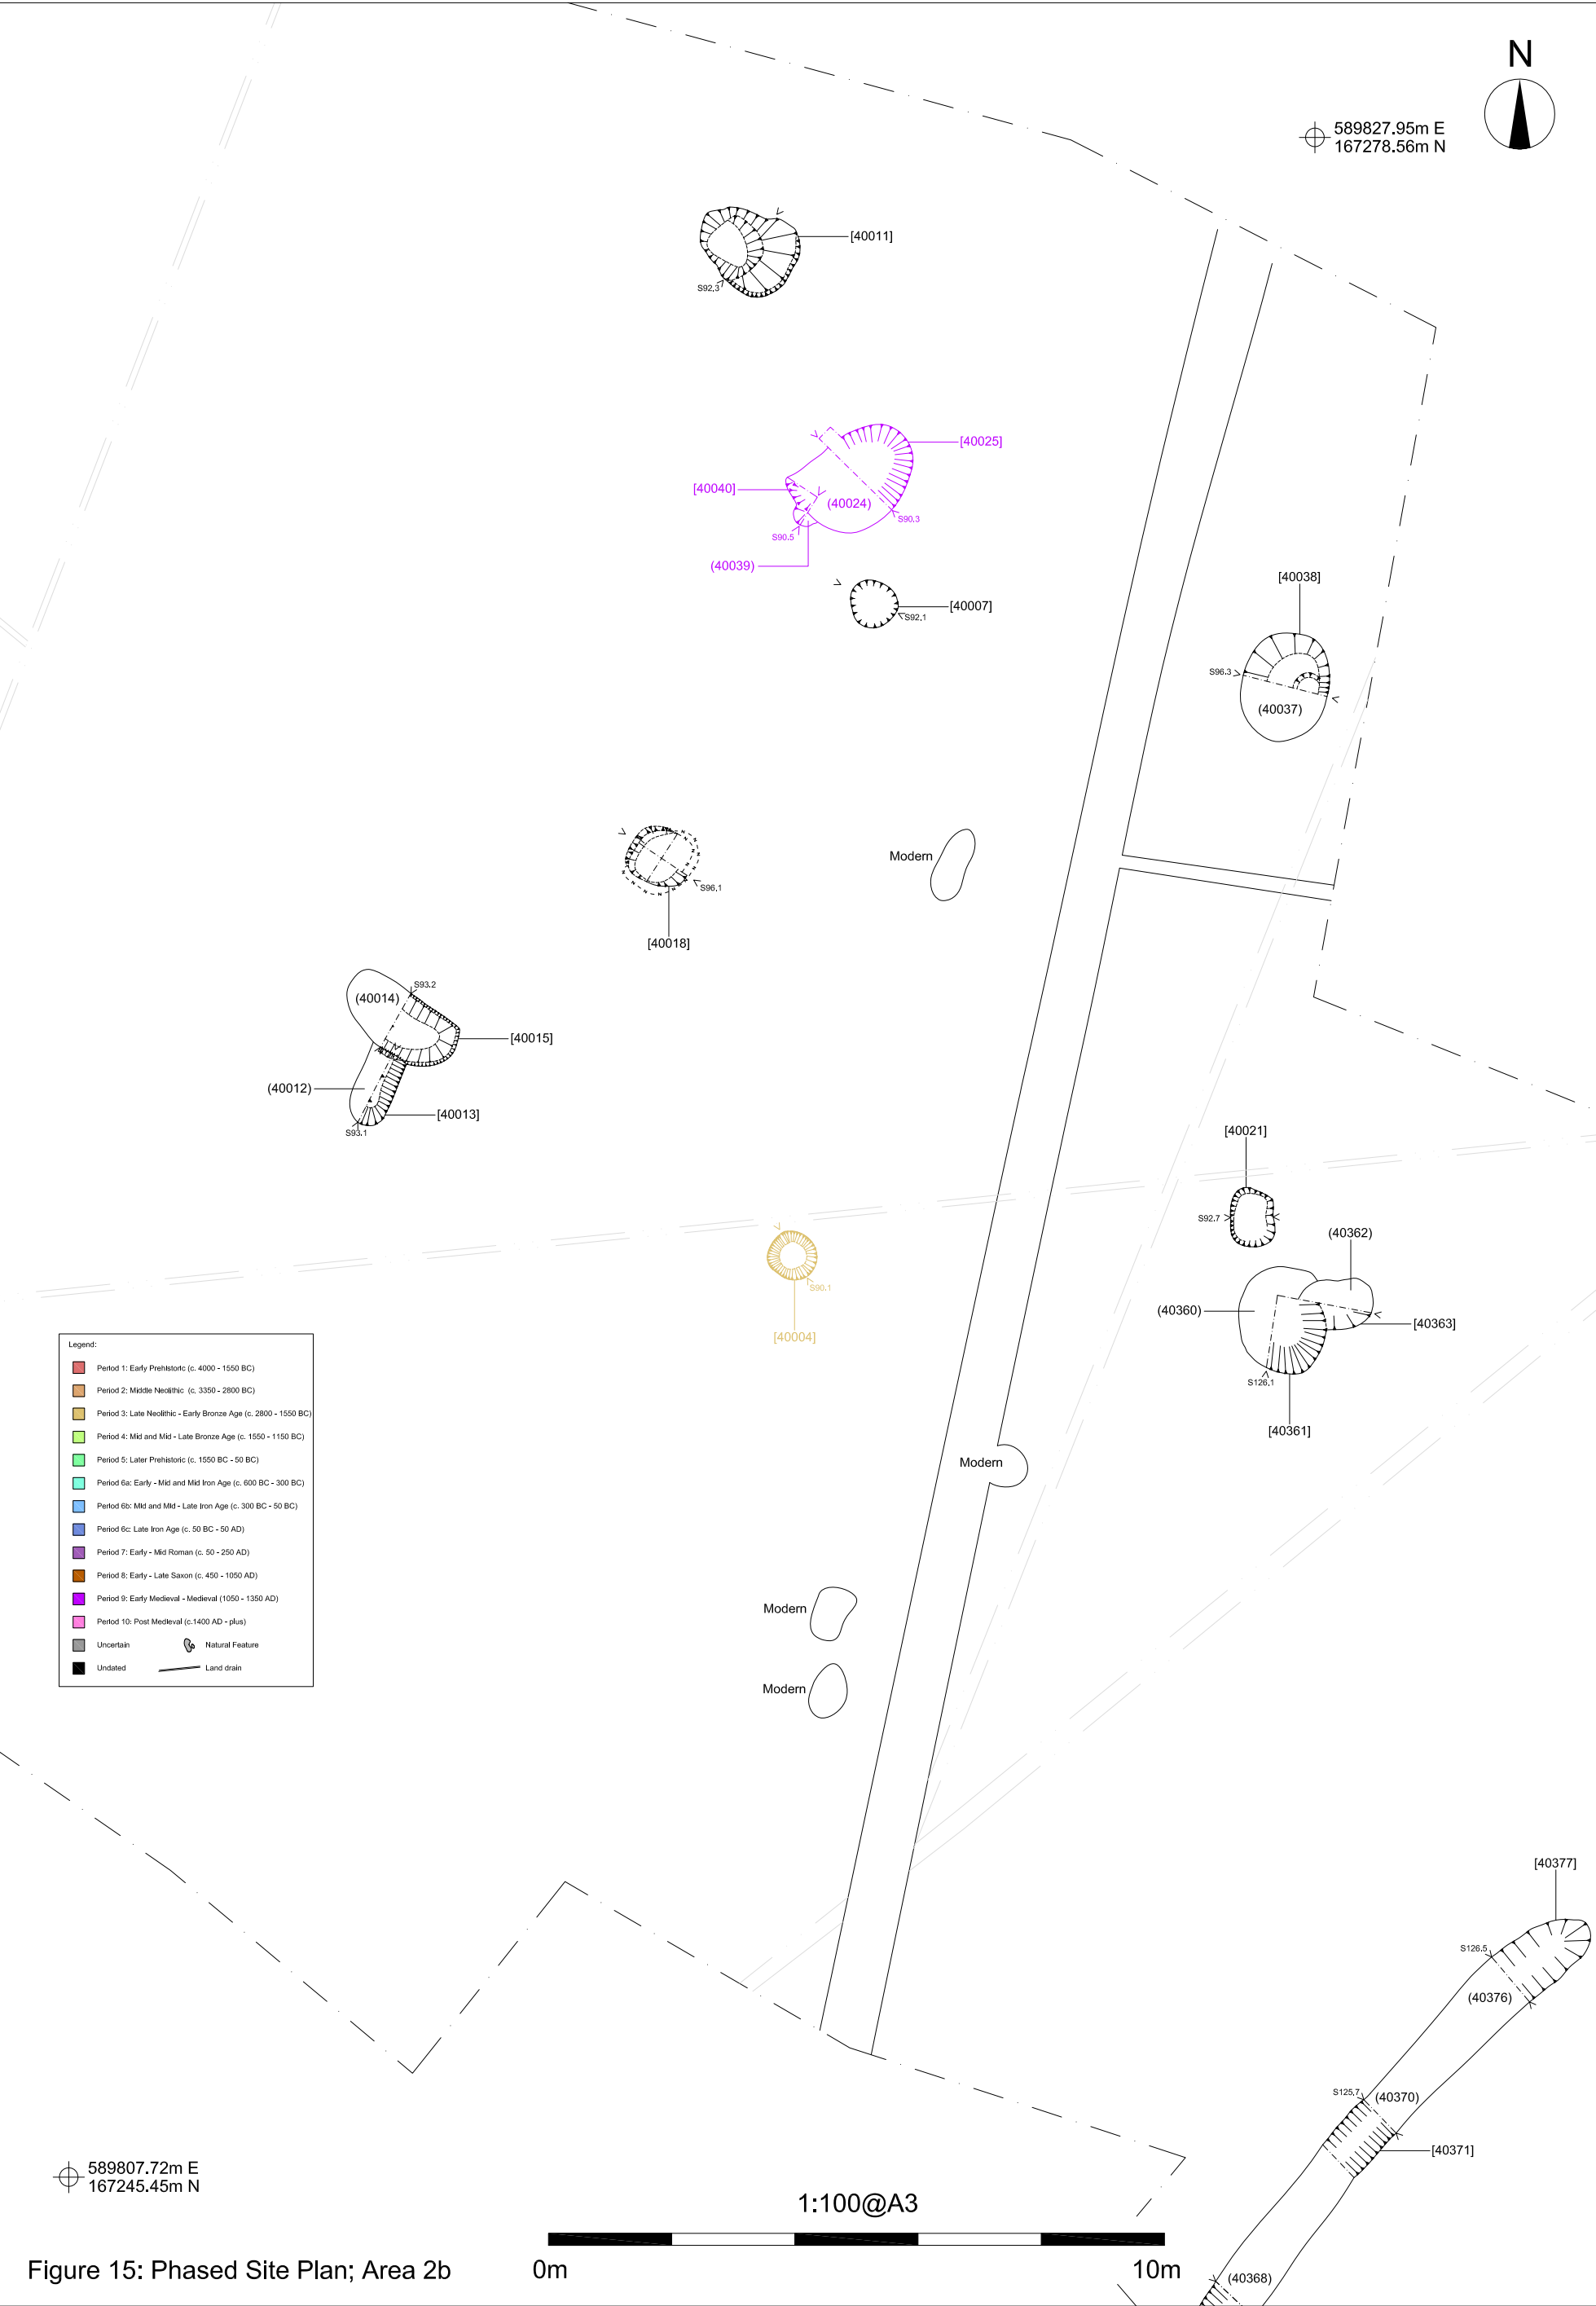 N
589827.95m E
167278.56m N
[40011]
S92.3
[40025]
[40040]
(40024)
S90.3
S90.5
(40039)
[40007]
S92.1
[40038]
S96.3
(40037)
Modern
S96.1
[40018]
S93.2
(40014)
[40015]
(40012)
[40013]
S93.1
[40021]
S92.7
(40362)
(40360)
[40363]
S126.1
[40361]
S90.1
[40004]
Legend:
Period 1: Early Prehistoric (c. 4000 - 1550 BC)
Period 2: Middle Neolithic (c. 3350 - 2800 BC)
Period 3: Late Neolithic - Early Bronze Age (c. 2800 - 1550 BC)
Period 4: Mid and Mid - Late Bronze Age (c. 1550 - 1150 BC)
Period 5: Later Prehistoric (c. 1550 BC - 50 BC)
Period 6a: Early - Mid and Mid Iron Age (c. 600 BC - 300 BC)
Period 6b: Mid and Mid - Late Iron Age (c. 300 BC - 50 BC)
Period 6c: Late Iron Age (c. 50 BC - 50 AD)
Period 7: Early - Mid Roman (c. 50 - 250 AD)
Period 8: Early - Late Saxon (c. 450 - 1050 AD)
Period 9: Early Medieval - Medieval (1050 - 1350 AD)
Period 10: Post Medieval (c.1400 AD - plus)
Uncertain Natural Feature
Undated Land drain
Modern
Modern
Modern
[40377]
S126.5
(40376)
S125.7
(40370)
[40371]
(40368)
589807.72m E
167245.45m N
1:100@A3
0m 10m
Figure 15: Phased Site Plan; Area 2b